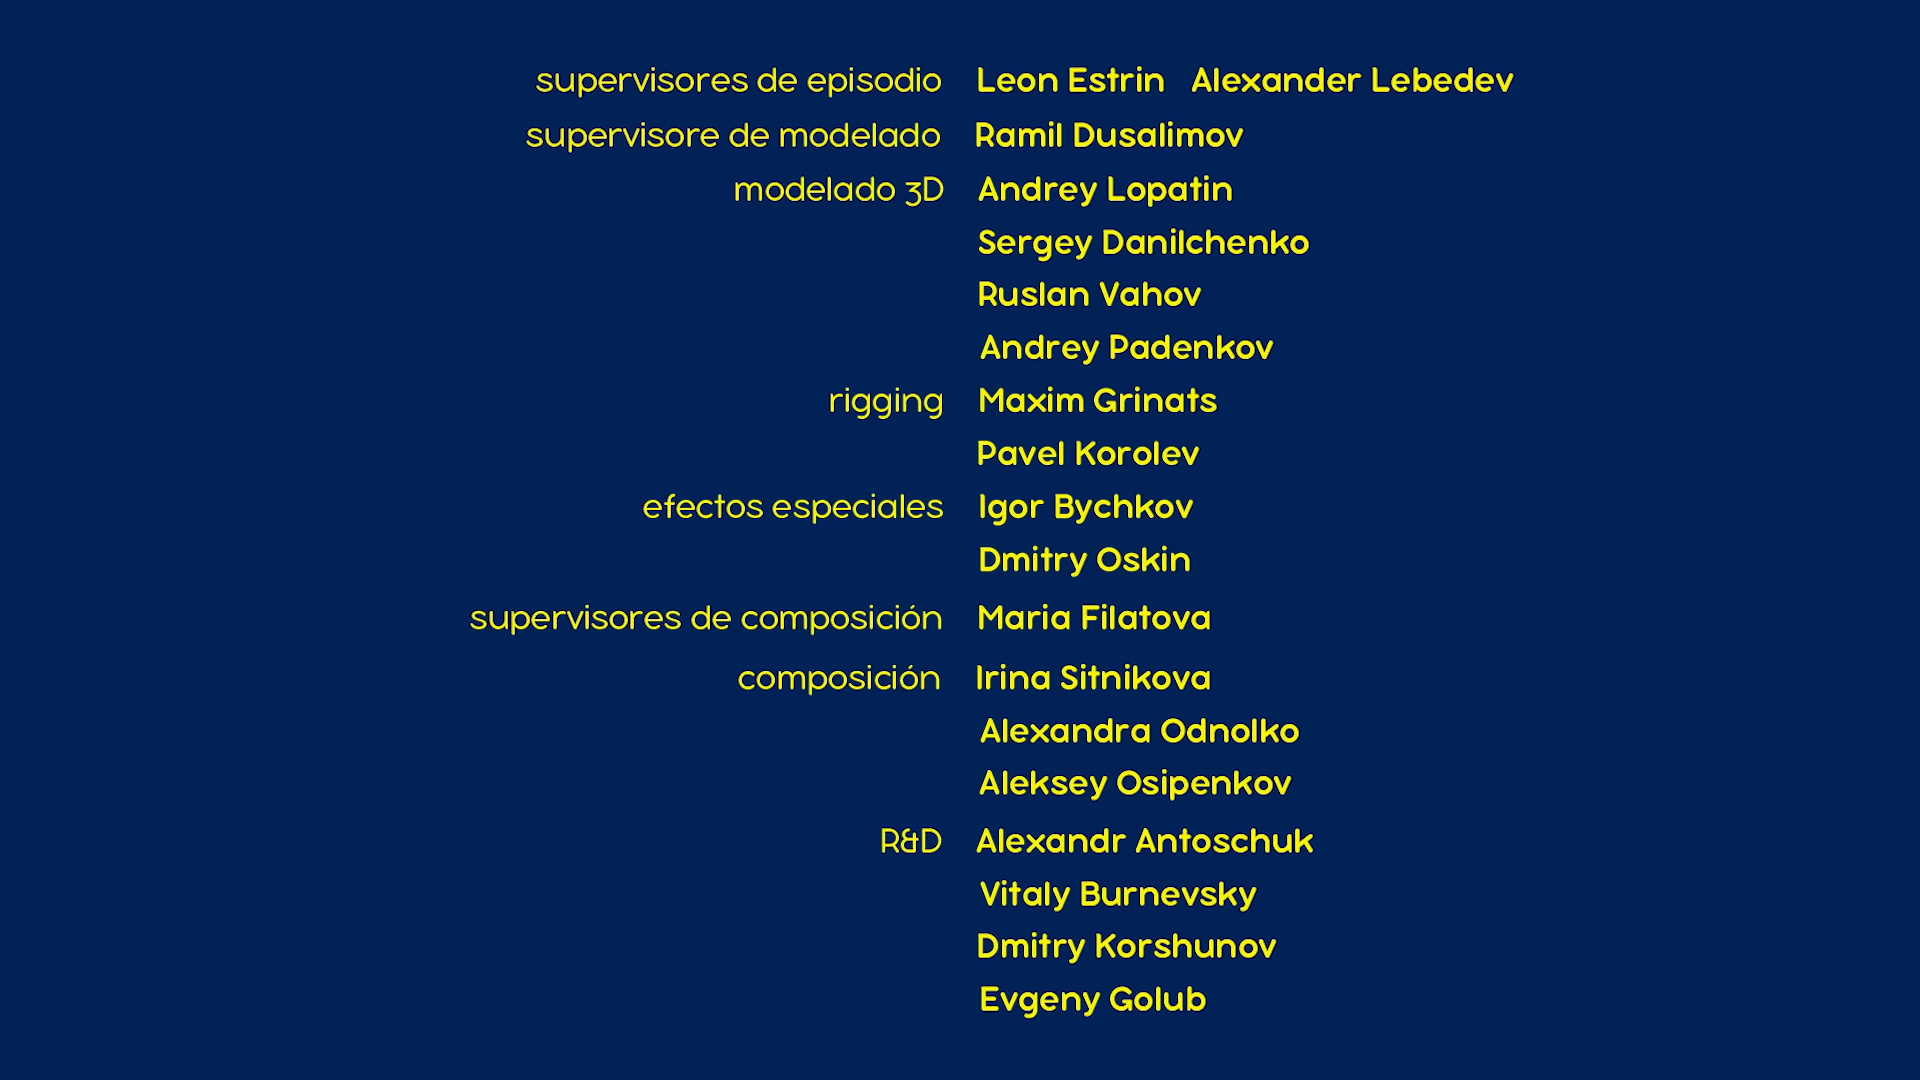 supervisores de episodio Leon Estrin Alexander Lebedev
supervisore de modelado Ramil Dusalimov
modelado 3D Andrey Lopatin
Sergey Danilchenko
Ruslan Vahov
Andrey Padenkov
rigging Maxim Grinats
Pavel Korolev
efectos especiales Igor Bychkov
Dmitry Oskin
supervisores de composición Maria Filatova
composición Irina Sitnikova
Alexandra Odnolko
Aleksey Osipenkov
R&D Alexandr Antoschuk
Vitaly Burnevsky
Dmitry Korshunov
Evgeny Golub